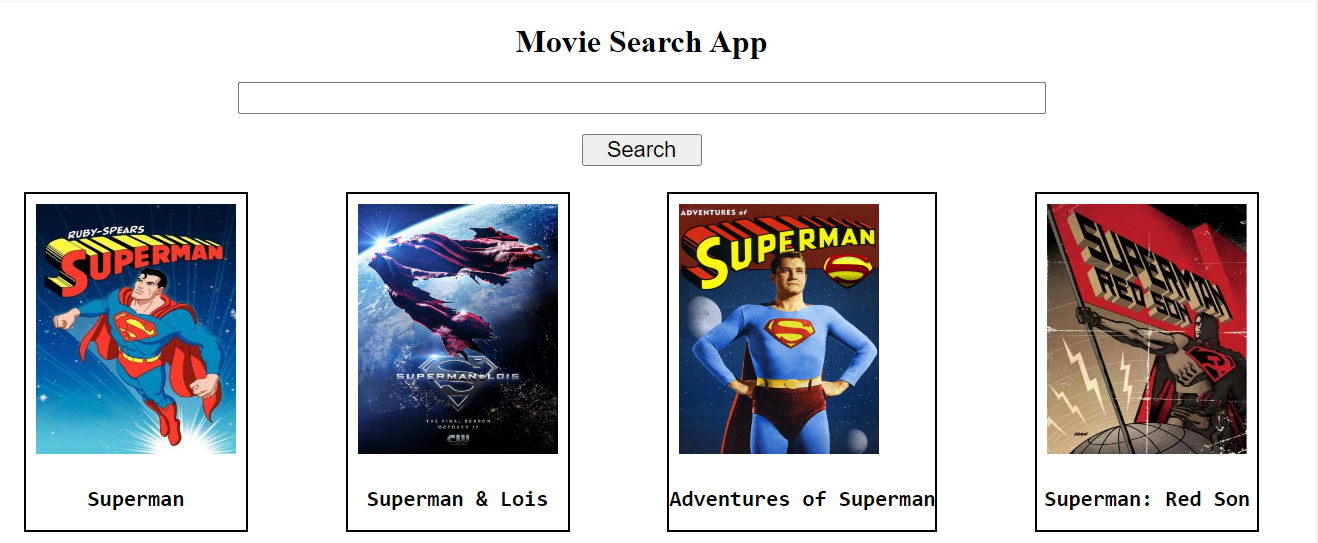 Movie Search App
Search
RUBY-SPEARS
SUPERMAN
SUPERMAN & LOIS
THE FINAL SEASON
OCTOBER 17
CW
ADVENTURES of
SUPERMAN
SUPERMAN
RED SON
Superman
Superman & Lois
Adventures of Superman
Superman: Red Son